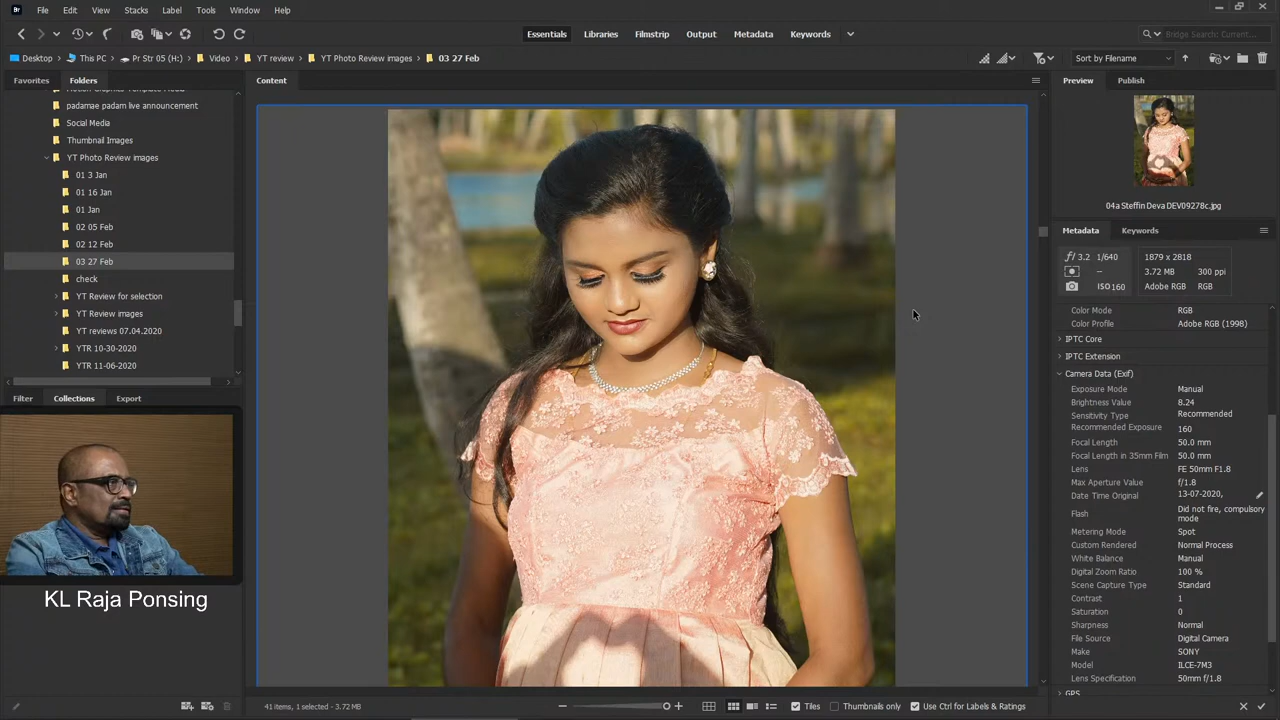 Br File Edit View Stacks Label Tools Window Help
Essentials Libraries Filmstrip Output Metadata Keywords Bridge Search: Current...
Desktop This PC Pr Str 05 (H:) Video YT review YT Photo Review images 03 27 Feb Sort by Filename
Favorites Folders
Content
Preview Publish
padamae padam live announcement
Social Media
Thumbnail Images
YT Photo Review images
01 3 Jan
01 16 Jan
01 Jan
02 05 Feb
02 12 Feb
03 27 Feb
check
YT Review for selection
YT Review images
YT reviews 07.04.2020
YTR 10-30-2020
YTR 11-06-2020
Filter Collections Export
KL Raja Ponsing
41 items, 1 selected - 3.72 MB
Tiles Thumbnails only Use Ctrl for Labels & Ratings
04a Steffin Deva DEV09278c.jpg
Metadata Keywords
f/ 3.2 1/640
--
ISO 160
1879 x 2818
3.72 MB 300 ppi
Adobe RGB RGB
Color Mode RGB
Color Profile Adobe RGB (1998)
IPTC Core
IPTC Extension
Camera Data (Exif)
Exposure Mode Manual
Brightness Value 8.24
Sensitivity Type Recommended
Recommended Exposure 160
Focal Length 50.0 mm
Focal Length in 35mm Film 50.0 mm
Lens FE 50mm F1.8
Max Aperture Value f/1.8
Date Time Original 13-07-2020,
Flash Did not fire, compulsory
mode
Metering Mode Spot
Custom Rendered Normal Process
White Balance Manual
Digital Zoom Ratio 100 %
Scene Capture Type Standard
Contrast 1
Saturation 0
Sharpness Normal
File Source Digital Camera
Make SONY
Model ILCE-7M3
Lens Specification 50mm f/1.8
GPS